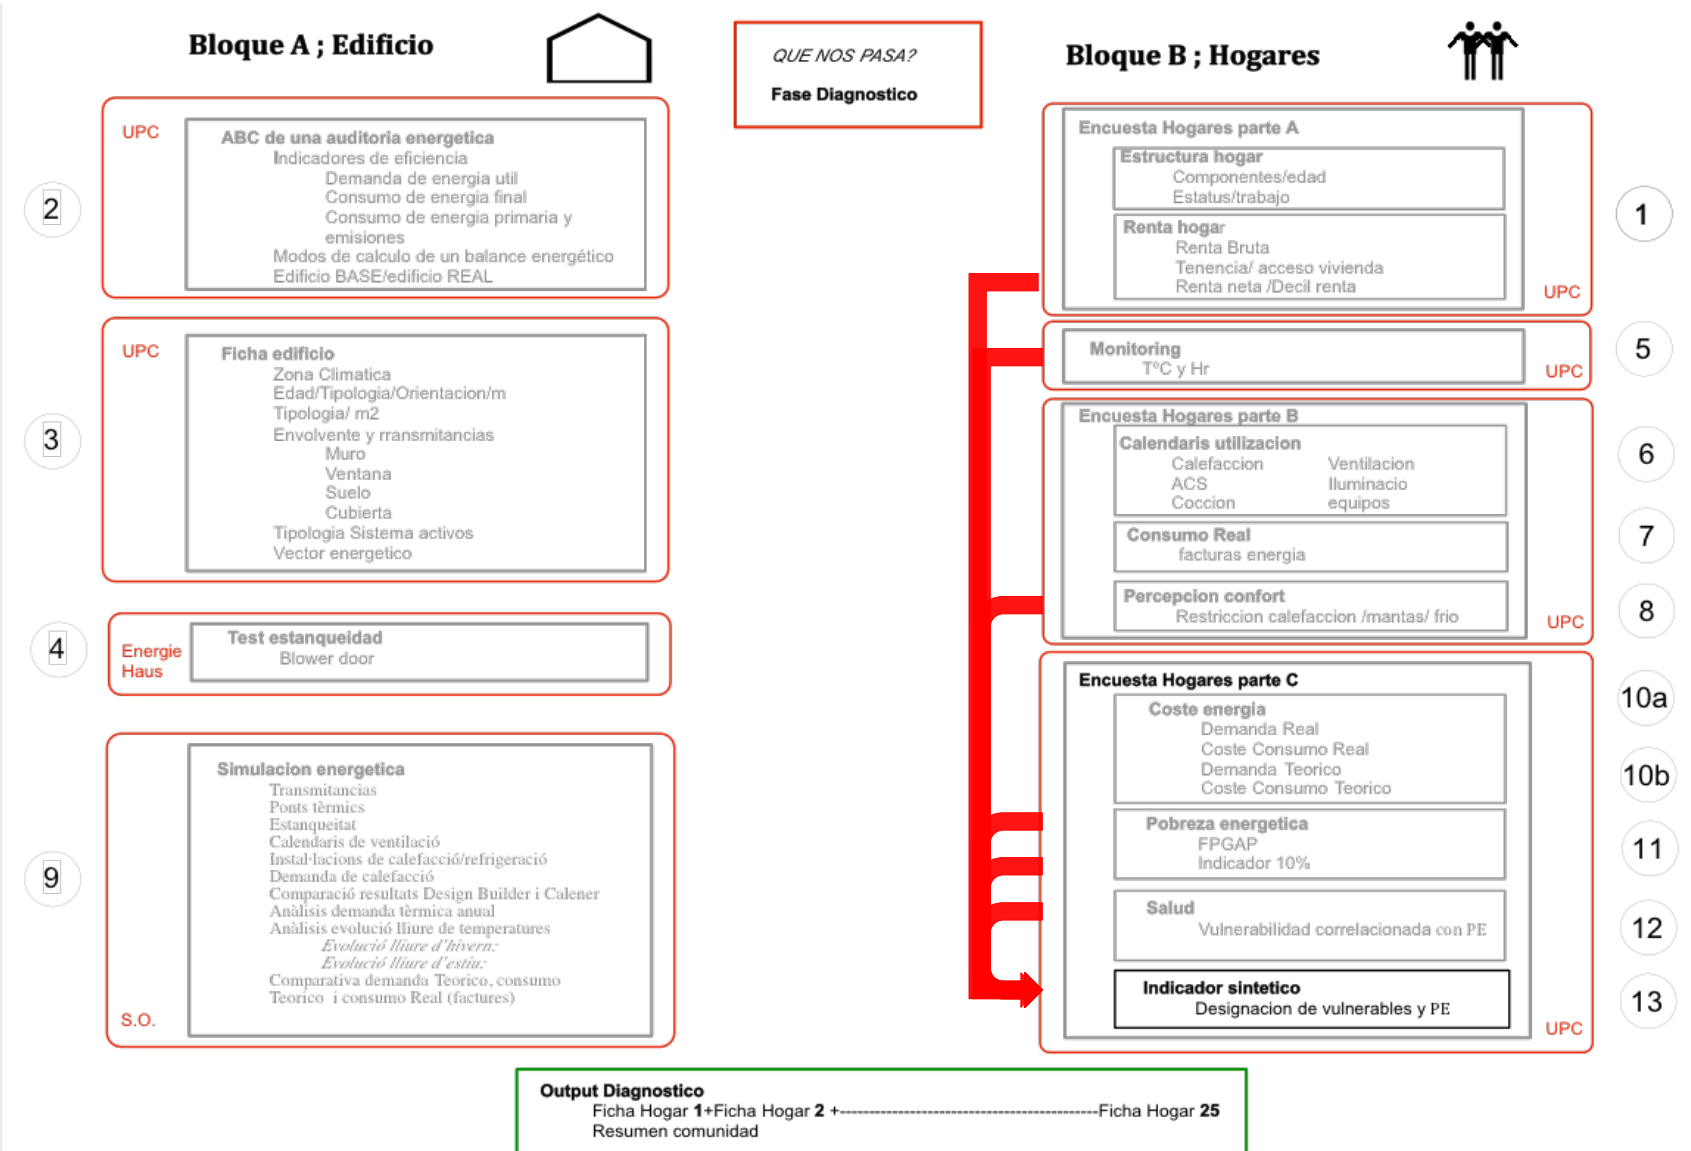 Bloque A ; Edificio
QUE NOS PASA?
Fase Diagnostico
Bloque B ; Hogares
UPC
ABC de una auditoria energetica
Indicadores de eficiencia
Demanda de energia util
Consumo de energia final
Consumo de energia primaria y
emisiones
Modos de calculo de un balance energético
Edificio BASE/edificio REAL
2
UPC
Ficha edificio
Zona Climatica
Edad/Tipologia/Orientacion/m
Tipologia/ m2
Envolvente y rransmitancias
Muro
Ventana
Suelo
Cubierta
Tipologia Sistema activos
Vector energetico
3
Energie
Haus
Test estanqueidad
Blower door
4
Simulacion energetica
Transmitancias
Ponts tèrmics
Estanqueitat
Calendaris de ventilació
Instal·lacions de calefacció/refrigeració
Demanda de calefacció
Comparació resultats Design Builder i Calener
Anàlisis demanda tèrmica anual
Anàlisis evolució lliure de temperatures
Evolució lliure d'hivern:
Evolució lliure d'estiu:
Comparativa demanda Teorico, consumo
Teorico i consumo Real (factures)
S.O.
9
Encuesta Hogares parte A
Estructura hogar
Componentes/edad
Estatus/trabajo
Renta hogar
Renta Bruta
Tenencia/ acceso vivienda
Renta neta /Decil renta
UPC
1
Monitoring
TºC y Hr
UPC
5
Encuesta Hogares parte B
Calendaris utilizacion
Calefaccion Ventilacion
ACS Iluminacio
Coccion equipos
6
Consumo Real
facturas energia
7
Percepcion confort
Restriccion calefaccion /mantas/ frio
UPC
8
Encuesta Hogares parte C
Coste energia
Demanda Real
Coste Consumo Real
Demanda Teorico
Coste Consumo Teorico
10a
10b
Pobreza energetica
FPGAP
Indicador 10%
11
Salud
Vulnerabilidad correlacionada con PE
12
Indicador sintetico
Designacion de vulnerables y PE
UPC
13
Output Diagnostico
Ficha Hogar 1+Ficha Hogar 2 +-------------------------------------------Ficha Hogar 25
Resumen comunidad